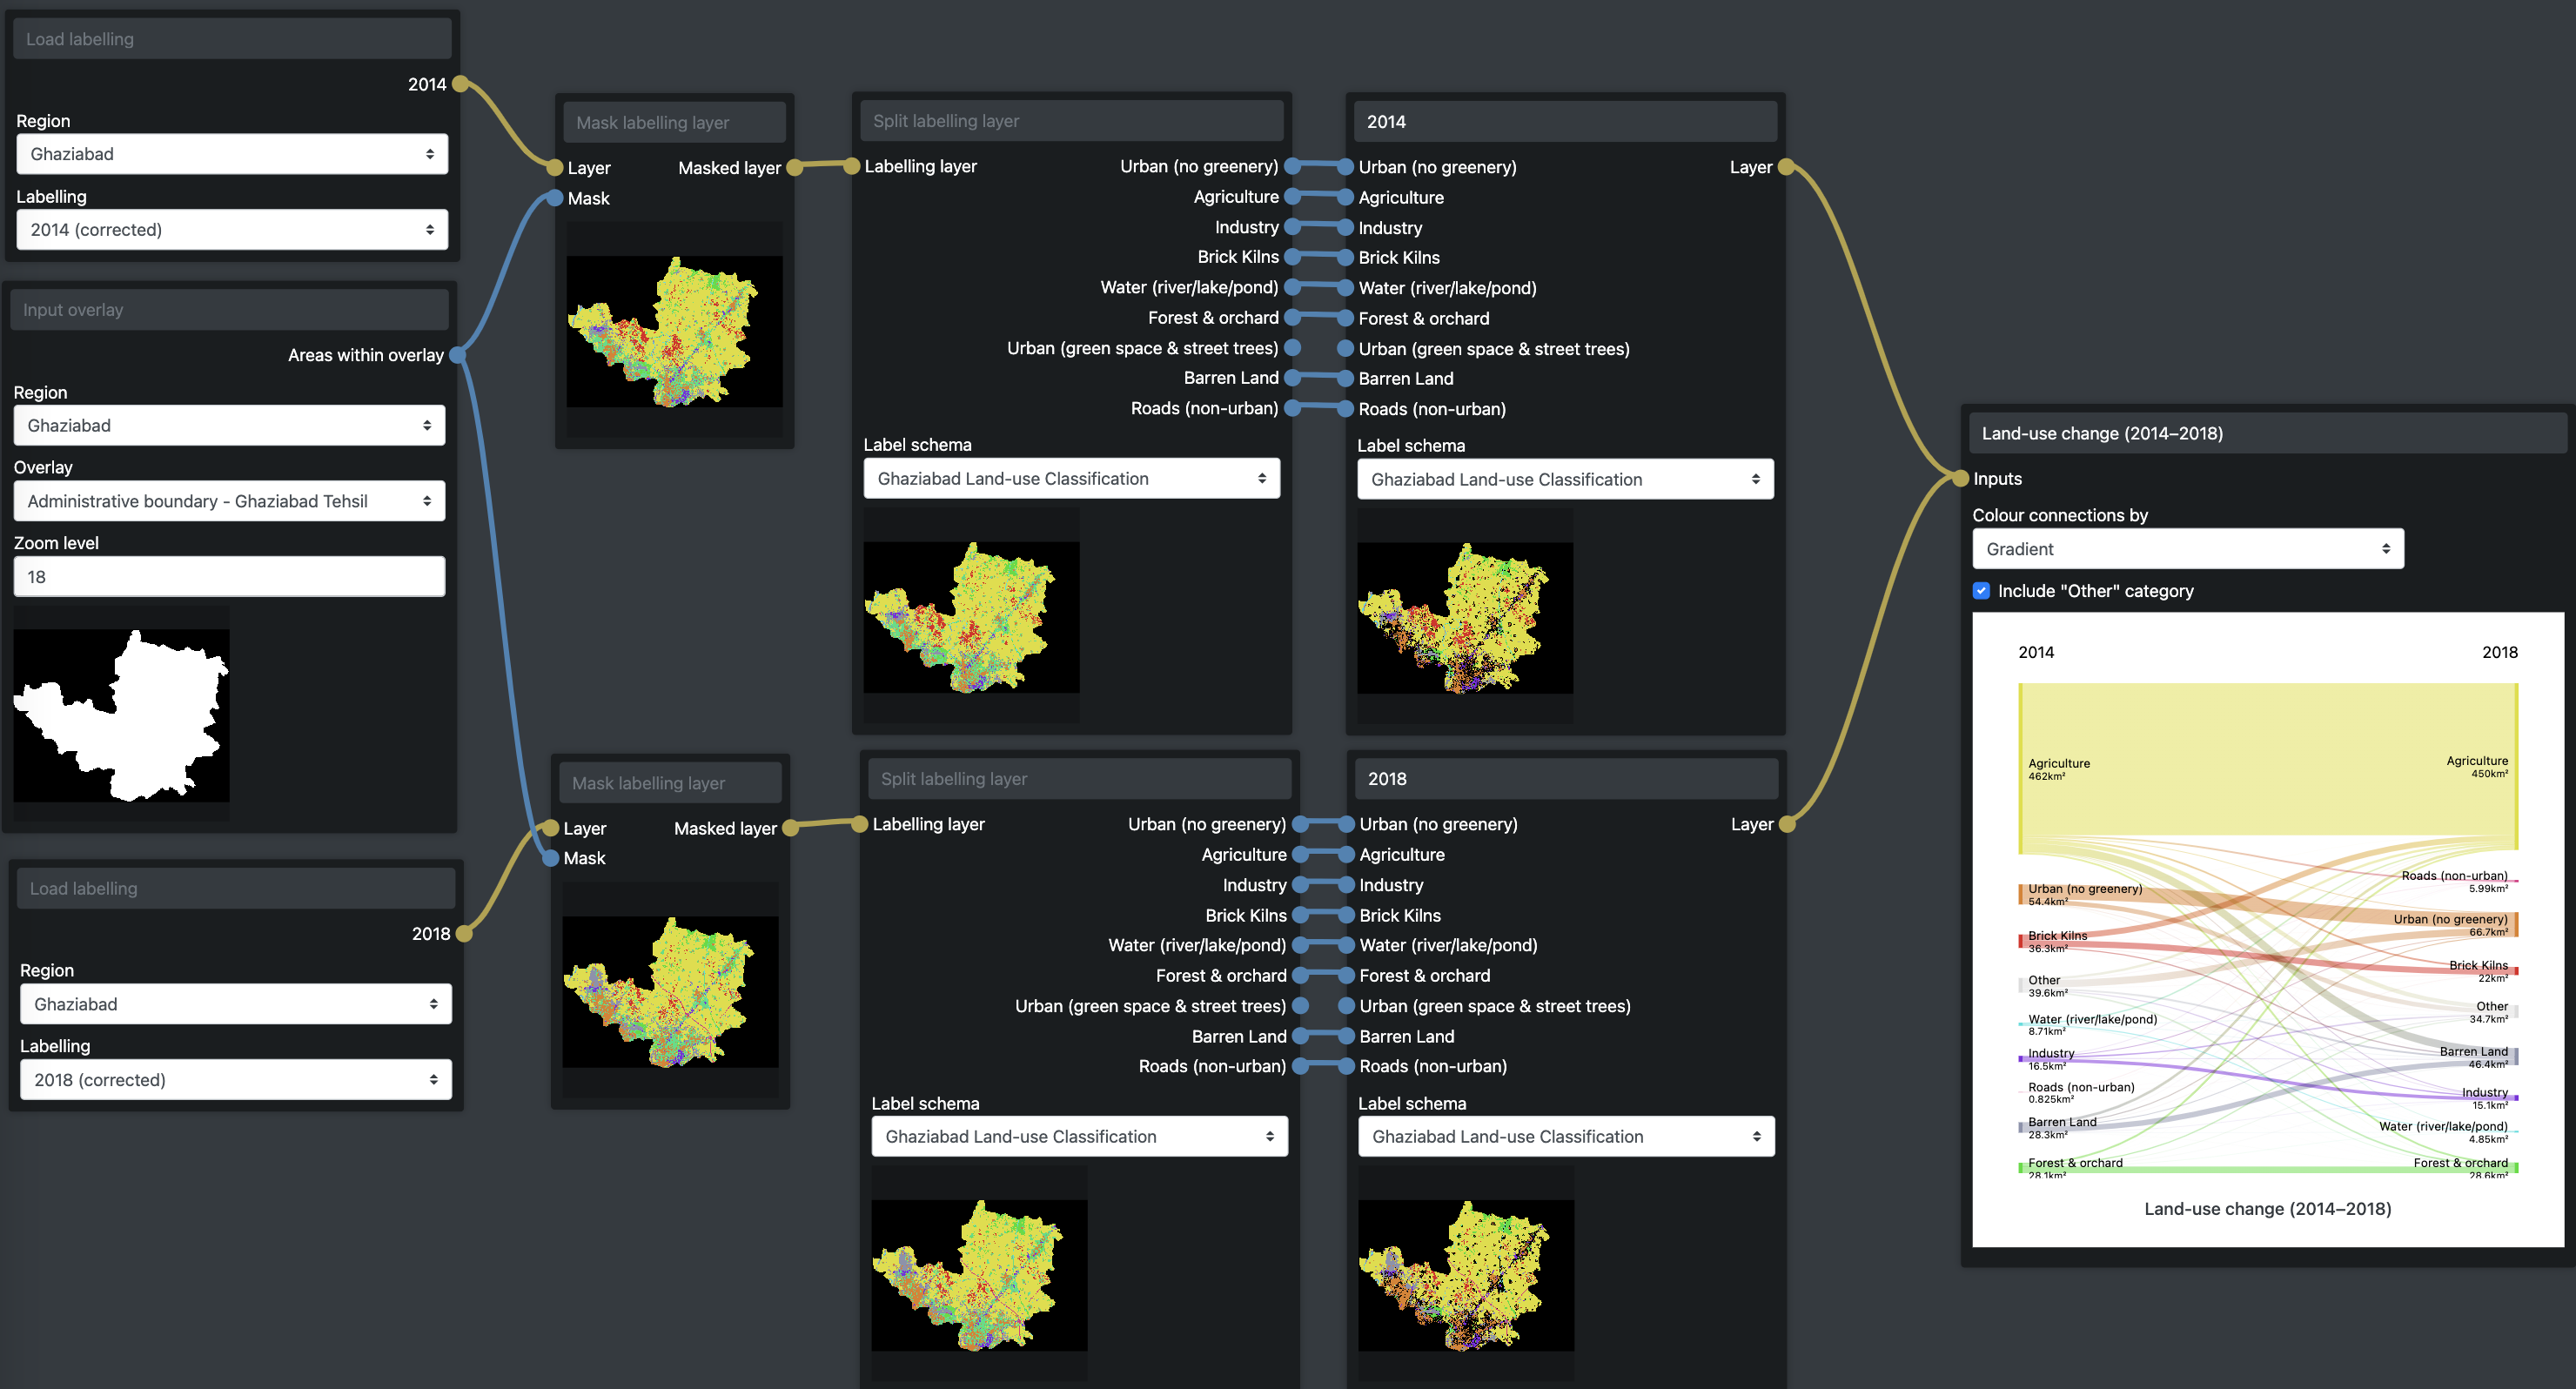 Load labelling
2014
Region
Ghaziabad
Labelling
2014 (corrected)
Input overlay
Areas within overlay
Region
Ghaziabad
Overlay
Administrative boundary - Ghaziabad Tehsil
Zoom level
18
Load labelling
2018
Region
Ghaziabad
Labelling
2018 (corrected)
Mask labelling layer
Layer Masked layer
Mask
Mask labelling layer
Layer Masked layer
Mask
Split labelling layer
Labelling layer Urban (no greenery)
Agriculture
Industry
Brick Kilns
Water (river/lake/pond)
Forest & orchard
Urban (green space & street trees)
Barren Land
Roads (non-urban)
Label schema
Ghaziabad Land-use Classification
2014
Urban (no greenery) Layer
Agriculture
Industry
Brick Kilns
Water (river/lake/pond)
Forest & orchard
Urban (green space & street trees)
Barren Land
Roads (non-urban)
Label schema
Ghaziabad Land-use Classification
Split labelling layer
Labelling layer Urban (no greenery)
Agriculture
Industry
Brick Kilns
Water (river/lake/pond)
Forest & orchard
Urban (green space & street trees)
Barren Land
Roads (non-urban)
Label schema
Ghaziabad Land-use Classification
2018
Urban (no greenery) Layer
Agriculture
Industry
Brick Kilns
Water (river/lake/pond)
Forest & orchard
Urban (green space & street trees)
Barren Land
Roads (non-urban)
Label schema
Ghaziabad Land-use Classification
Land-use change (2014–2018)
Inputs
Colour connections by
Gradient
Include "Other" category
2014 2018
Agriculture
462km²
Urban (no greenery)
54.4km²
Brick Kilns
36.3km²
Other
39.6km²
Water (river/lake/pond)
8.71km²
Industry
16.5km²
Roads (non-urban)
0.825km²
Barren Land
28.3km²
Forest & orchard
28.1km²
Agriculture
450km²
Roads (non-urban)
5.99km²
Urban (no greenery)
66.7km²
Brick Kilns
22km²
Other
34.7km²
Barren Land
46.4km²
Industry
15.1km²
Water (river/lake/pond)
4.85km²
Forest & orchard
28.6km²
Land-use change (2014–2018)